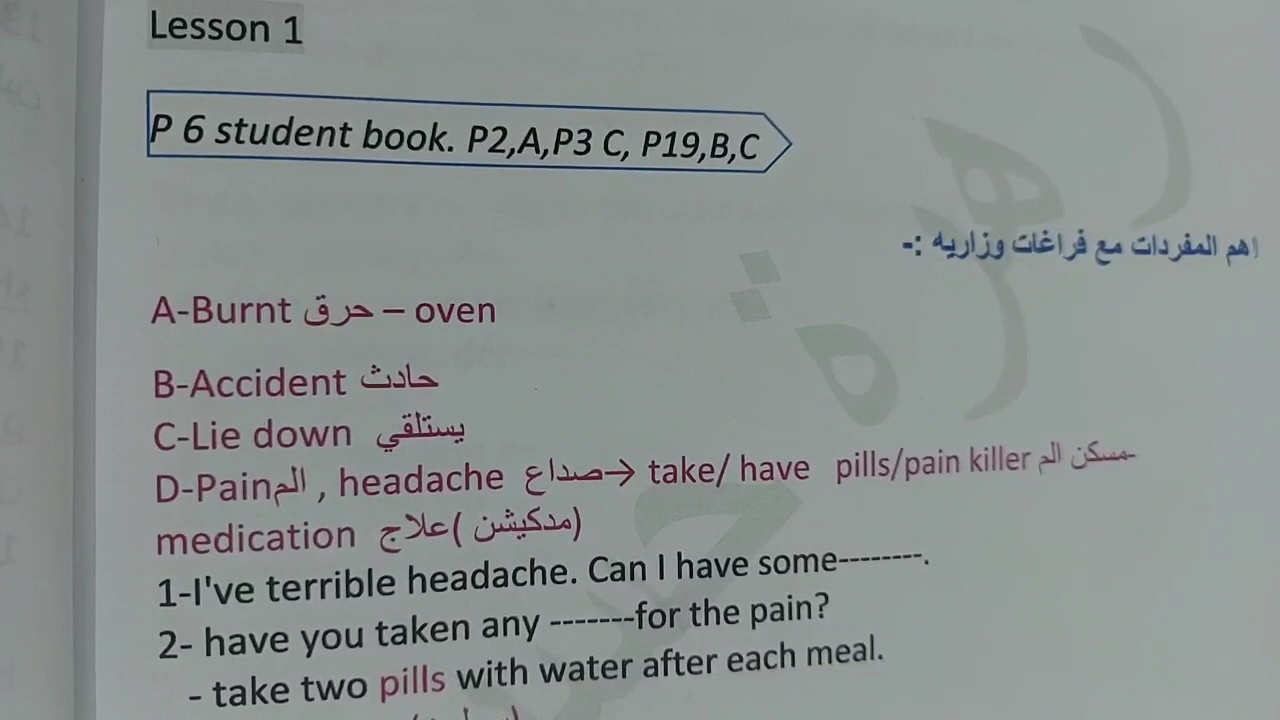 Lesson 1
P 6 student book. P2,A,P3 C, P19,B,C
اهم المفردات مع فراغات وزاريه :-
A-Burnt حرق – oven
B-Accident حادث
C-Lie down يستلقي
D-Pain الم , headache صداع→ take/ have pills/pain killer مسكن الم-
medication علاج (مدكيشن)
1-I've terrible headache. Can I have some--------.
2- have you taken any -------for the pain?
- take two pills with water after each meal.